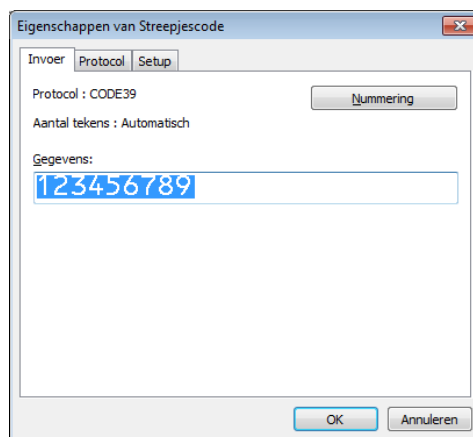 Eigenschappen van Streepjescode
Invoer Protocol Setup
Protocol : CODE39 Nummering
Aantal tekens : Automatisch
Gegevens:
123456789
OK Annuleren